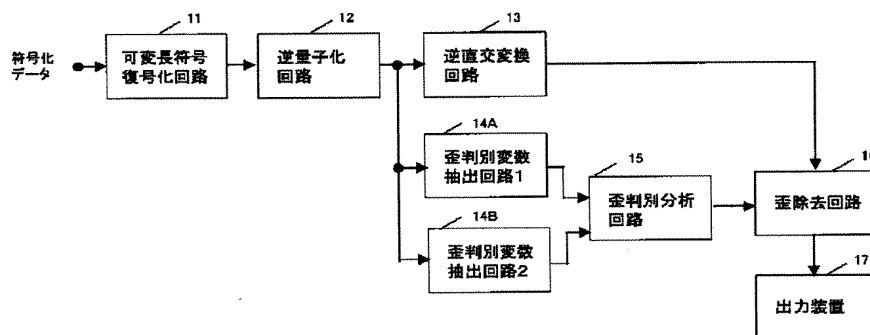 11
12
13
符号化
データ
可変長符号
復号化回路
逆量子化
回路
逆直交変換
回路
14A
歪判別変数
抽出回路1
15
16
歪判別分析
回路
歪除去回路
14B
歪判別変数
抽出回路2
17
出力装置